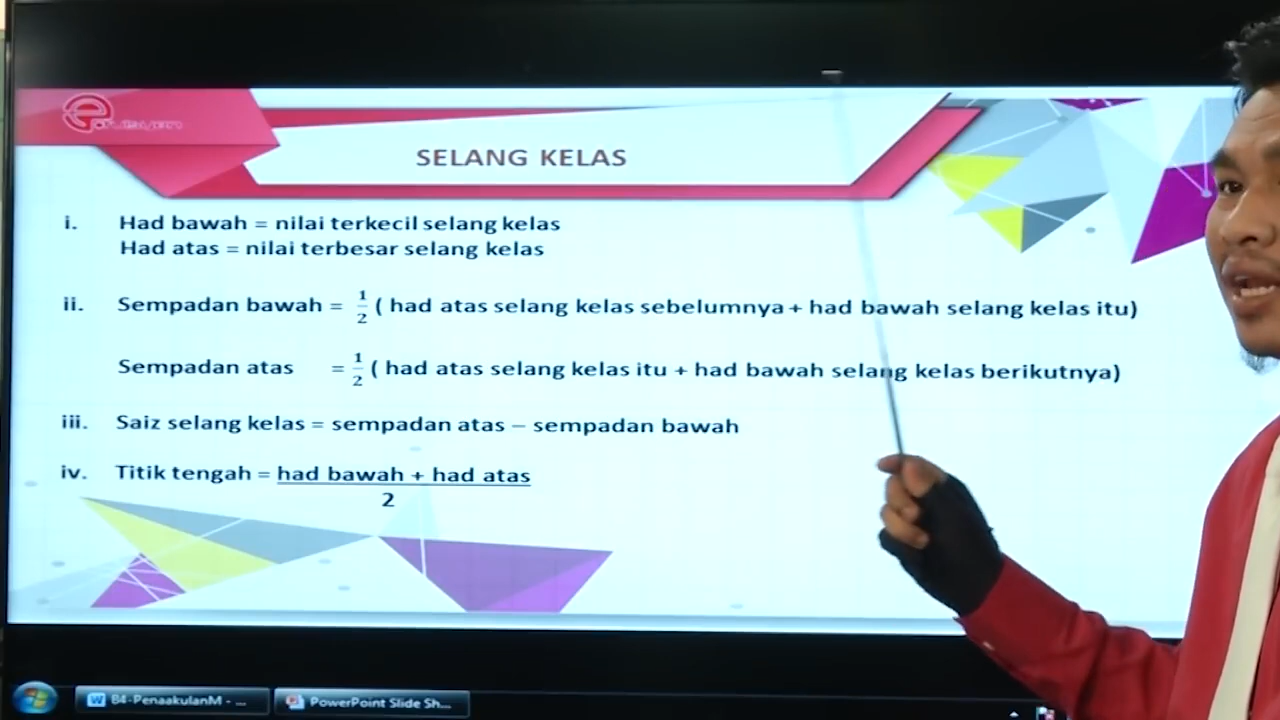 SELANG KELAS
i. Had bawah = nilai terkecil selang kelas
Had atas = nilai terbesar selang kelas
ii. Sempadan bawah = 1/2 ( had atas selang kelas sebelumnya + had bawah selang kelas itu)
Sempadan atas = 1/2 ( had atas selang kelas itu + had bawah selang kelas berikutnya)
iii. Saiz selang kelas = sempadan atas – sempadan bawah
iv. Titik tengah = had bawah + had atas
2
B4-PenaakulanM - ...
PowerPoint Slide Sh...